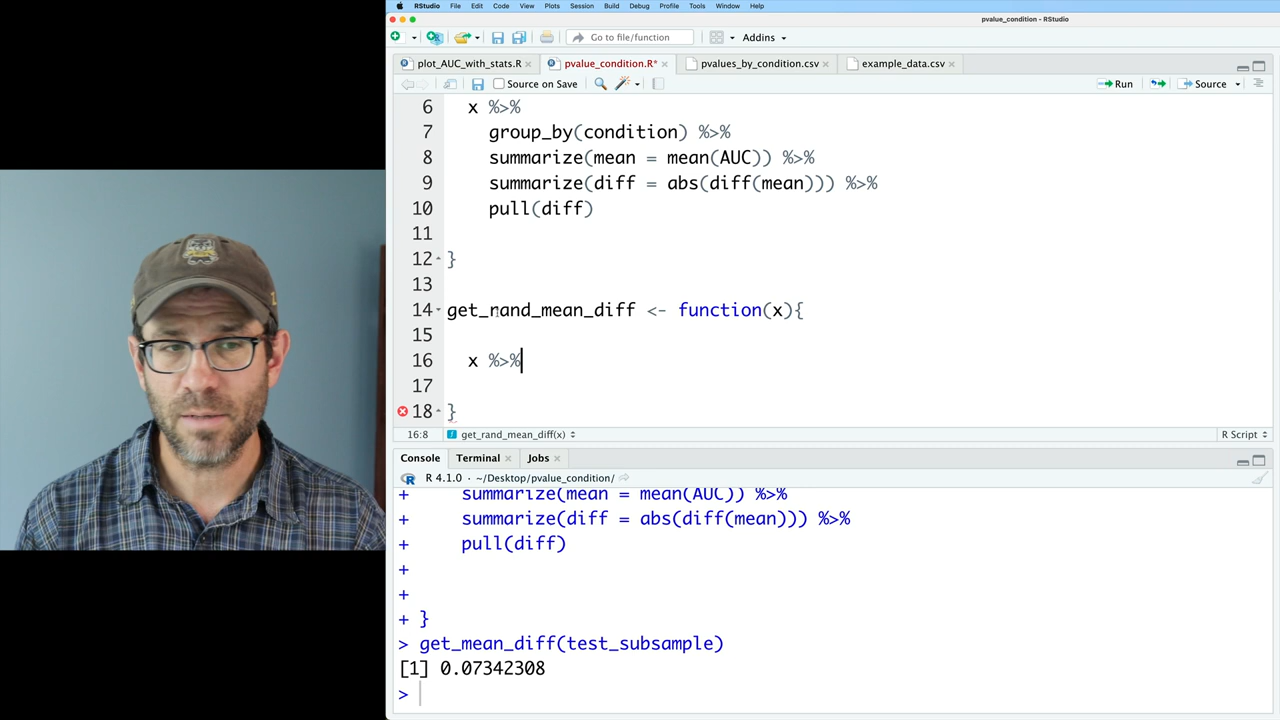 RStudio File Edit Code View Plots Session Build Debug Profile Tools Window Help
pvalue_condition - RStudio
Go to file/function Addins
plot_AUC_with_stats.R pvalue_condition.R* pvalues_by_condition.csv example_data.csv
Source on Save Run Source
6 x %>%
7 group_by(condition) %>%
8 summarize(mean = mean(AUC)) %>%
9 summarize(diff = abs(diff(mean))) %>%
10 pull(diff)
11
12 }
13
14 get_rand_mean_diff <- function(x){
15
16 x %>%
17
18 }
16:8 get_rand_mean_diff(x) R Script
Console Terminal Jobs
R 4.1.0 · ~/Desktop/pvalue_condition/
+ summarize(mean = mean(AUC)) %>%
+ summarize(diff = abs(diff(mean))) %>%
+ pull(diff)
+
+
+ }
> get_mean_diff(test_subsample)
[1] 0.07342308
>